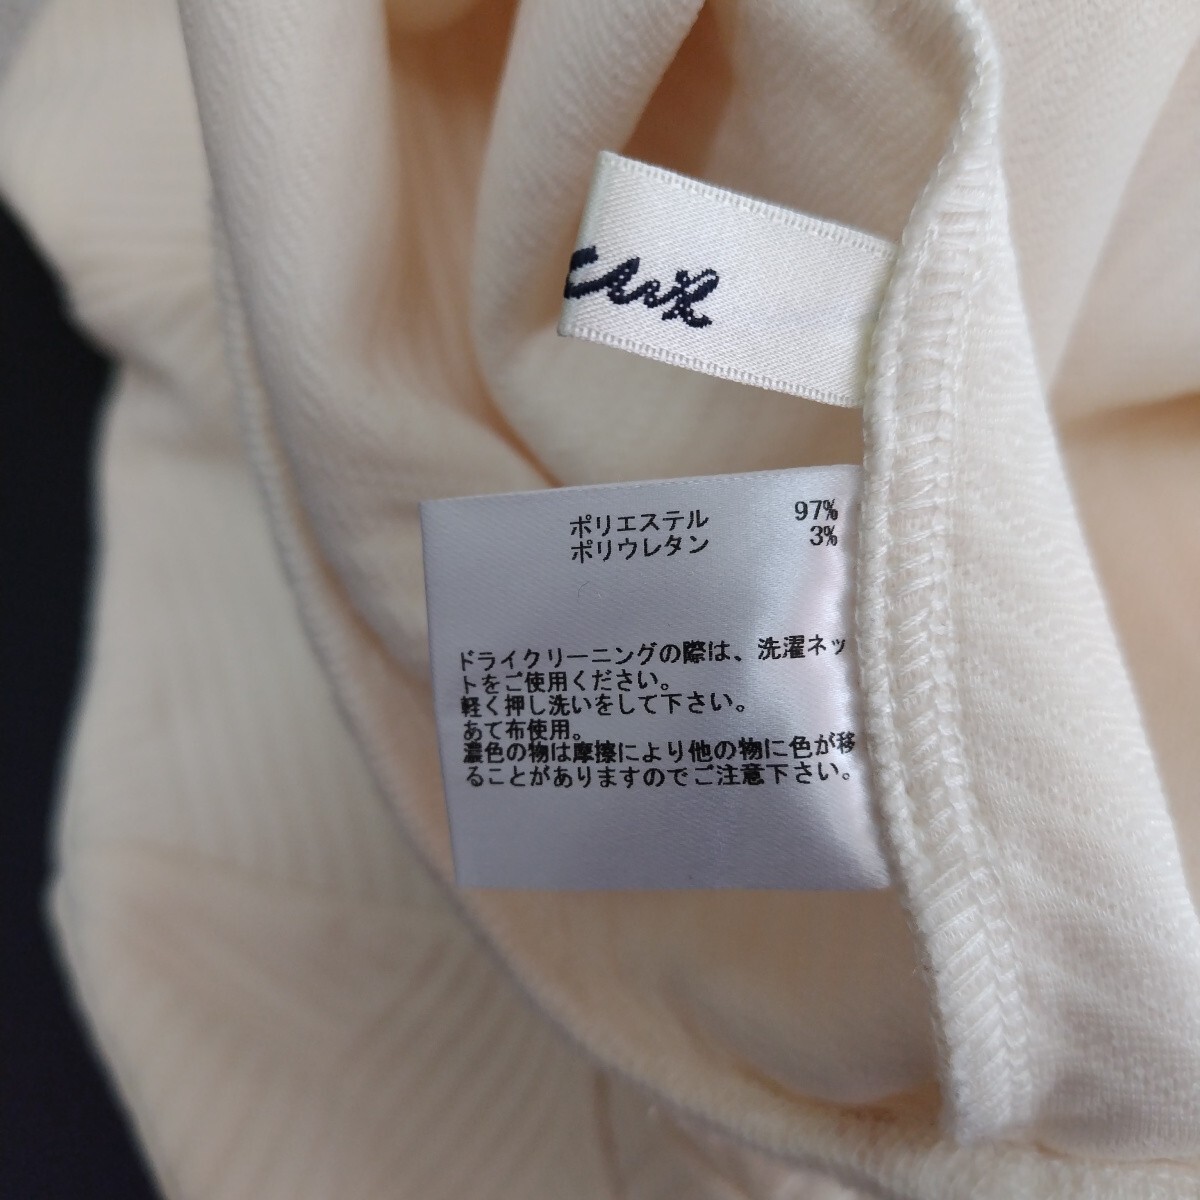 ポリエステル 97%
ポリウレタン 3%
ドライクリーニングの際は、洗濯ネッ
トをご使用ください。
軽く押し洗いをして下さい。
あて布使用。
濃色の物は摩擦により他の物に色が移
ることがありますのでご注意下さい。